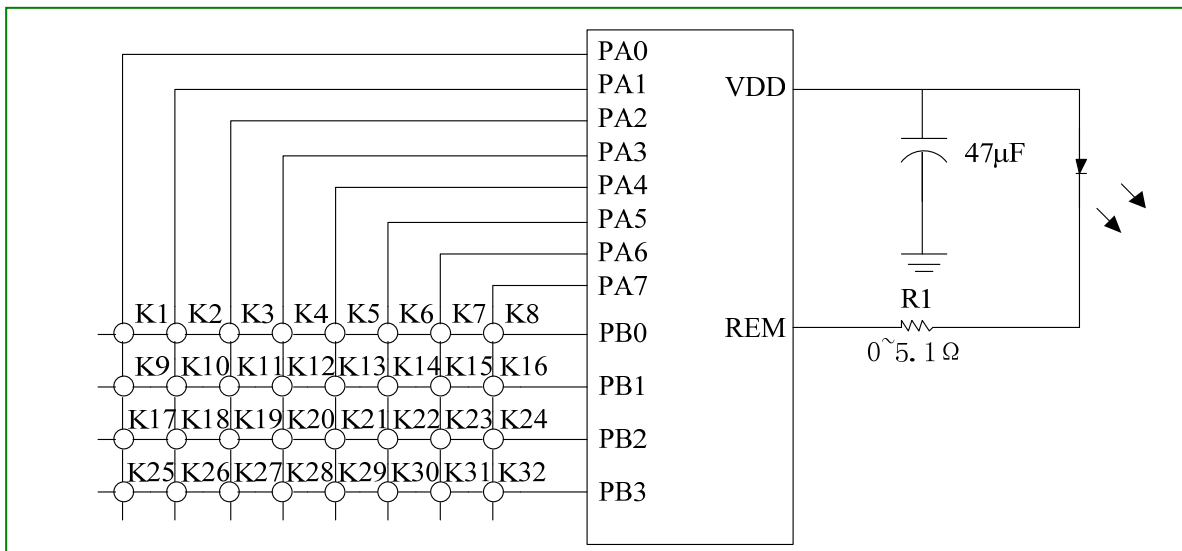 PA0
PA1
PA2
PA3
PA4
PA5
PA6
PA7
VDD
47μF
R1
REM
0~5.1Ω
K1 K2 K3 K4 K5 K6 K7 K8
PB0
K9 K10 K11 K12 K13 K14 K15 K16
PB1
K17 K18 K19 K20 K21 K22 K23 K24
PB2
K25 K26 K27 K28 K29 K30 K31 K32
PB3